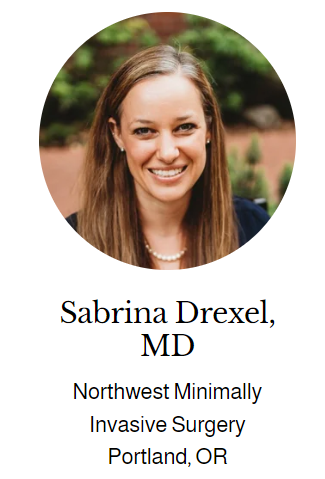 Sabrina Drexel,
MD
Northwest Minimally
Invasive Surgery
Portland, OR